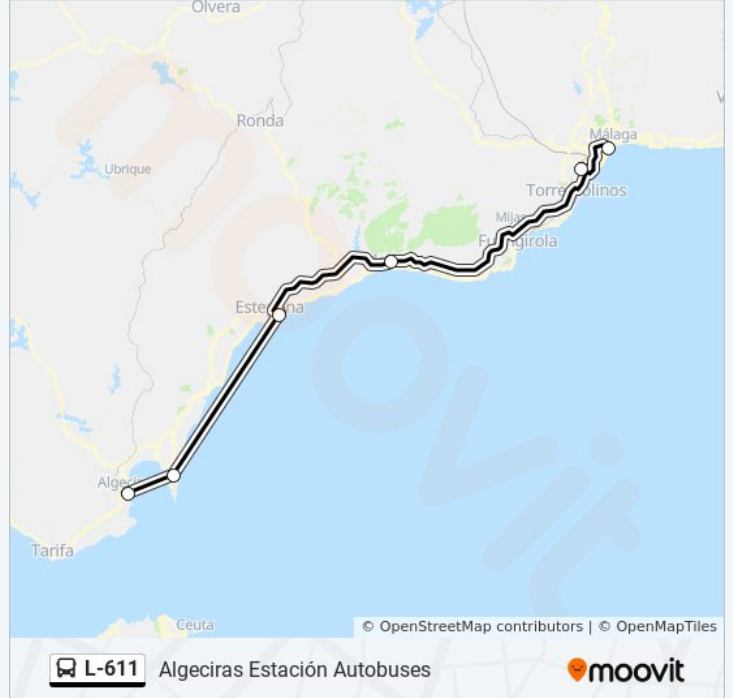 Olvera
Ronda
Málaga
Ubrique
Torremolinos
Mijas
Fuengirola
Estepona
Algeciras
Tarifa
Ceuta
© OpenStreetMap contributors | © OpenMapTiles
L-611 Algeciras Estación Autobuses
moovit
moovit